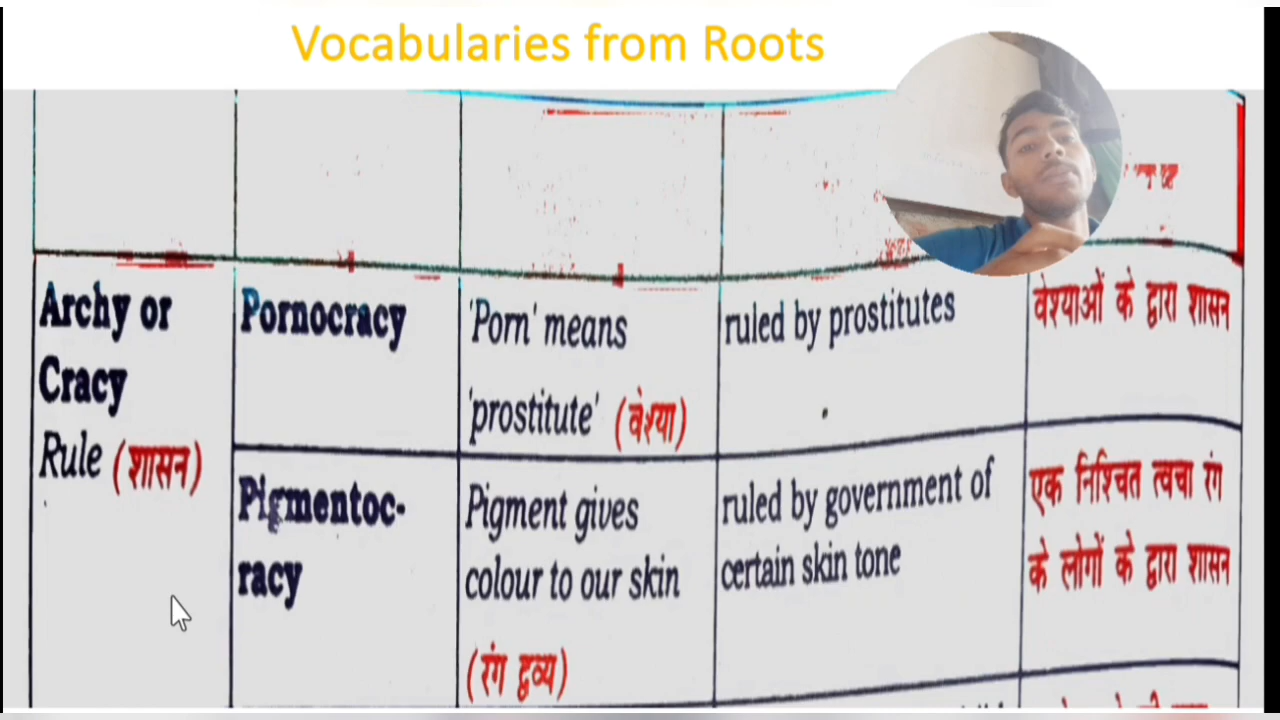 Vocabularies from Roots
Archy or
Cracy
Rule (शासन)
Pornocracy
'Porn' means
'prostitute' (वेश्या)
ruled by prostitutes
वेश्याओं के द्वारा शासन
Pigmentoc-
racy
Pigment gives
colour to our skin
(रंग द्रव्य)
ruled by government of
certain skin tone
एक निश्चित त्वचा रंग
के लोगों के द्वारा शासन